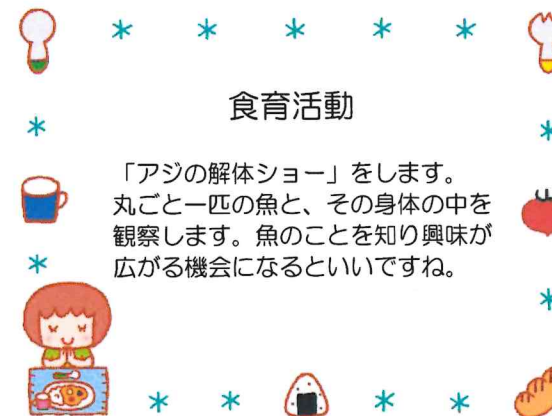 食育活動
「アジの解体ショー」をします。
丸ごと一匹の魚と、その身体の中を
観察します。魚のことを知り興味が
広がる機会になるといいですね。